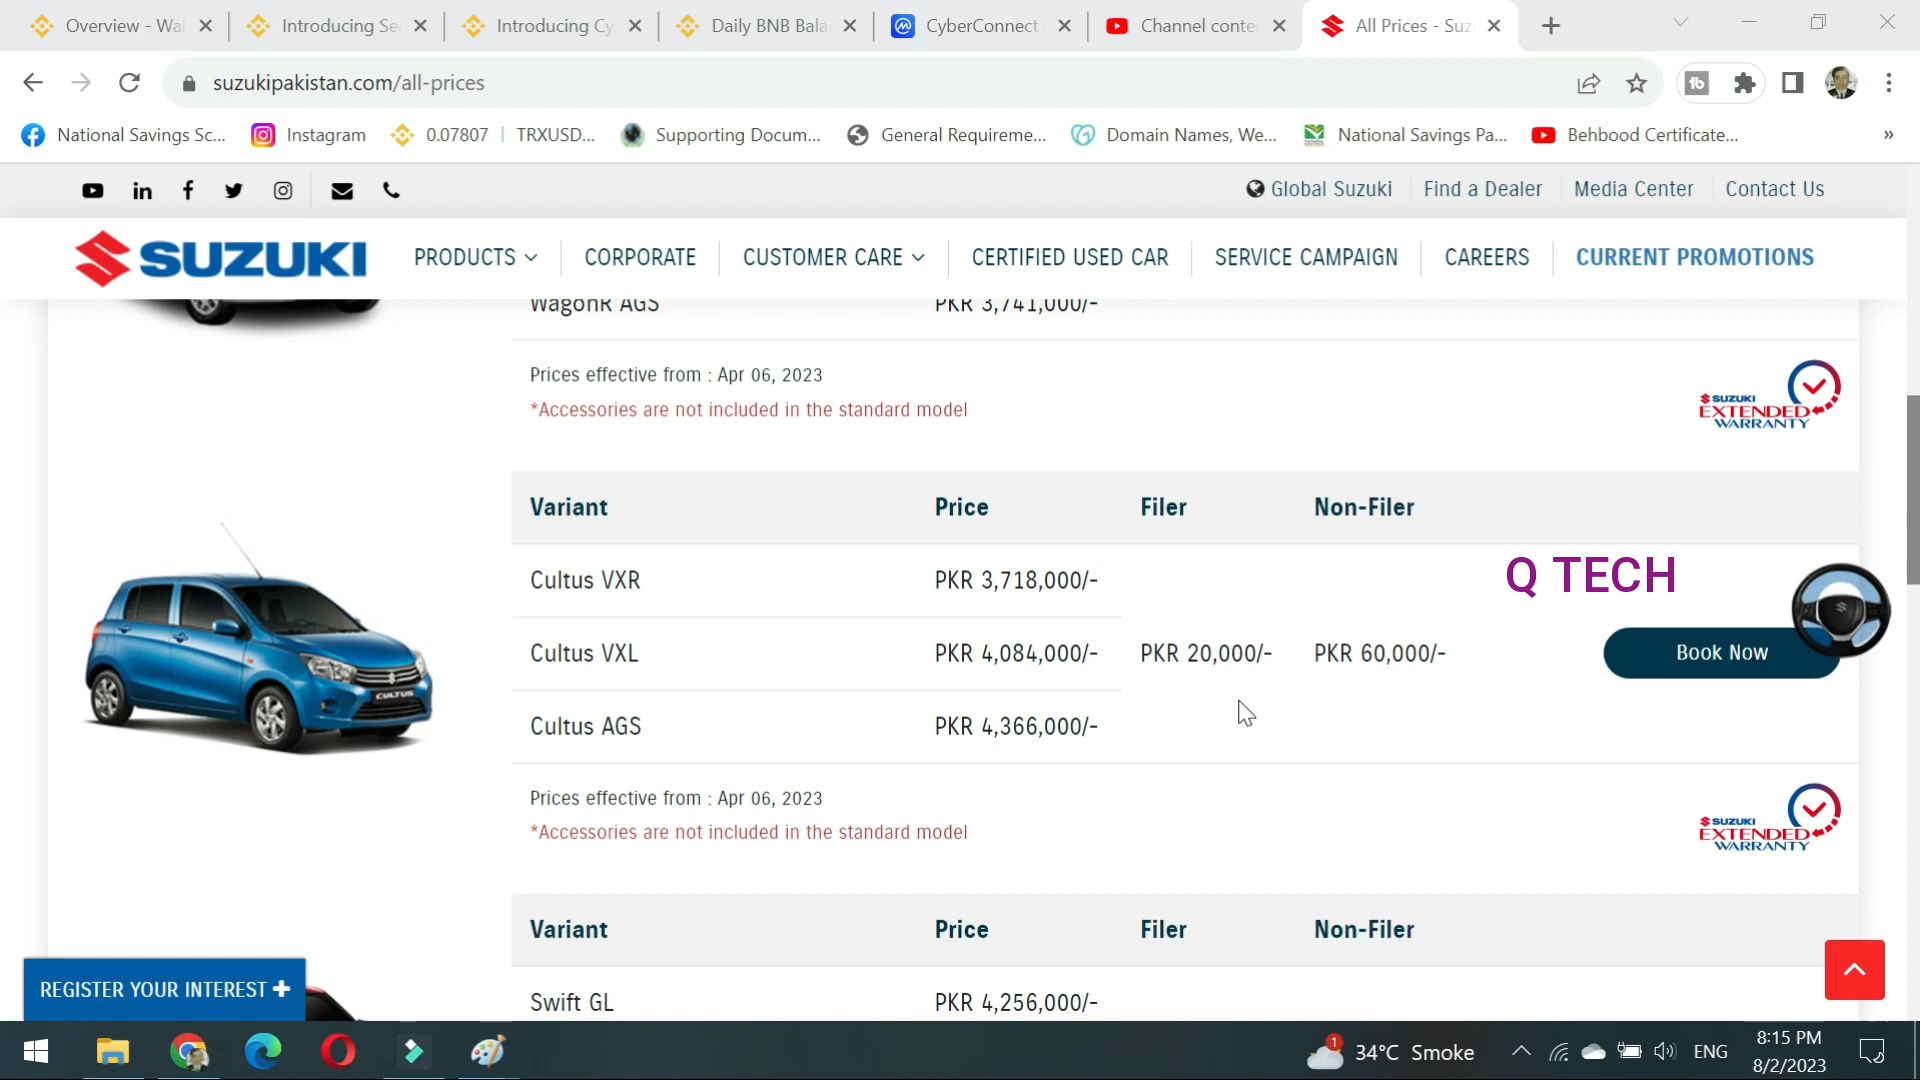 Overview - Wal
Introducing Se
Introducing Cy
Daily BNB Bala
CyberConnect
Channel conte
All Prices - Suz
suzukipakistan.com/all-prices
National Savings Sc...
Instagram
0.07807 | TRXUSD...
Supporting Docum...
General Requireme...
Domain Names, We...
National Savings Pa...
Behbood Certificate...
»
Global Suzuki
Find a Dealer
Media Center
Contact Us
SUZUKI
PRODUCTS
CORPORATE
CUSTOMER CARE
CERTIFIED USED CAR
SERVICE CAMPAIGN
CAREERS
CURRENT PROMOTIONS
WagonR AGS PKR 3,741,000/-
Prices effective from : Apr 06, 2023
*Accessories are not included in the standard model
SUZUKI
EXTENDED
WARRANTY
Variant Price Filer Non-Filer
Cultus VXR PKR 3,718,000/-
Q TECH
Cultus VXL PKR 4,084,000/- PKR 20,000/- PKR 60,000/- Book Now
Cultus AGS PKR 4,366,000/-
CULTUS
Prices effective from : Apr 06, 2023
*Accessories are not included in the standard model
SUZUKI
EXTENDED
WARRANTY
Variant Price Filer Non-Filer
REGISTER YOUR INTEREST +
Swift GL PKR 4,256,000/-
1
34°C Smoke
ENG
8:15 PM
8/2/2023